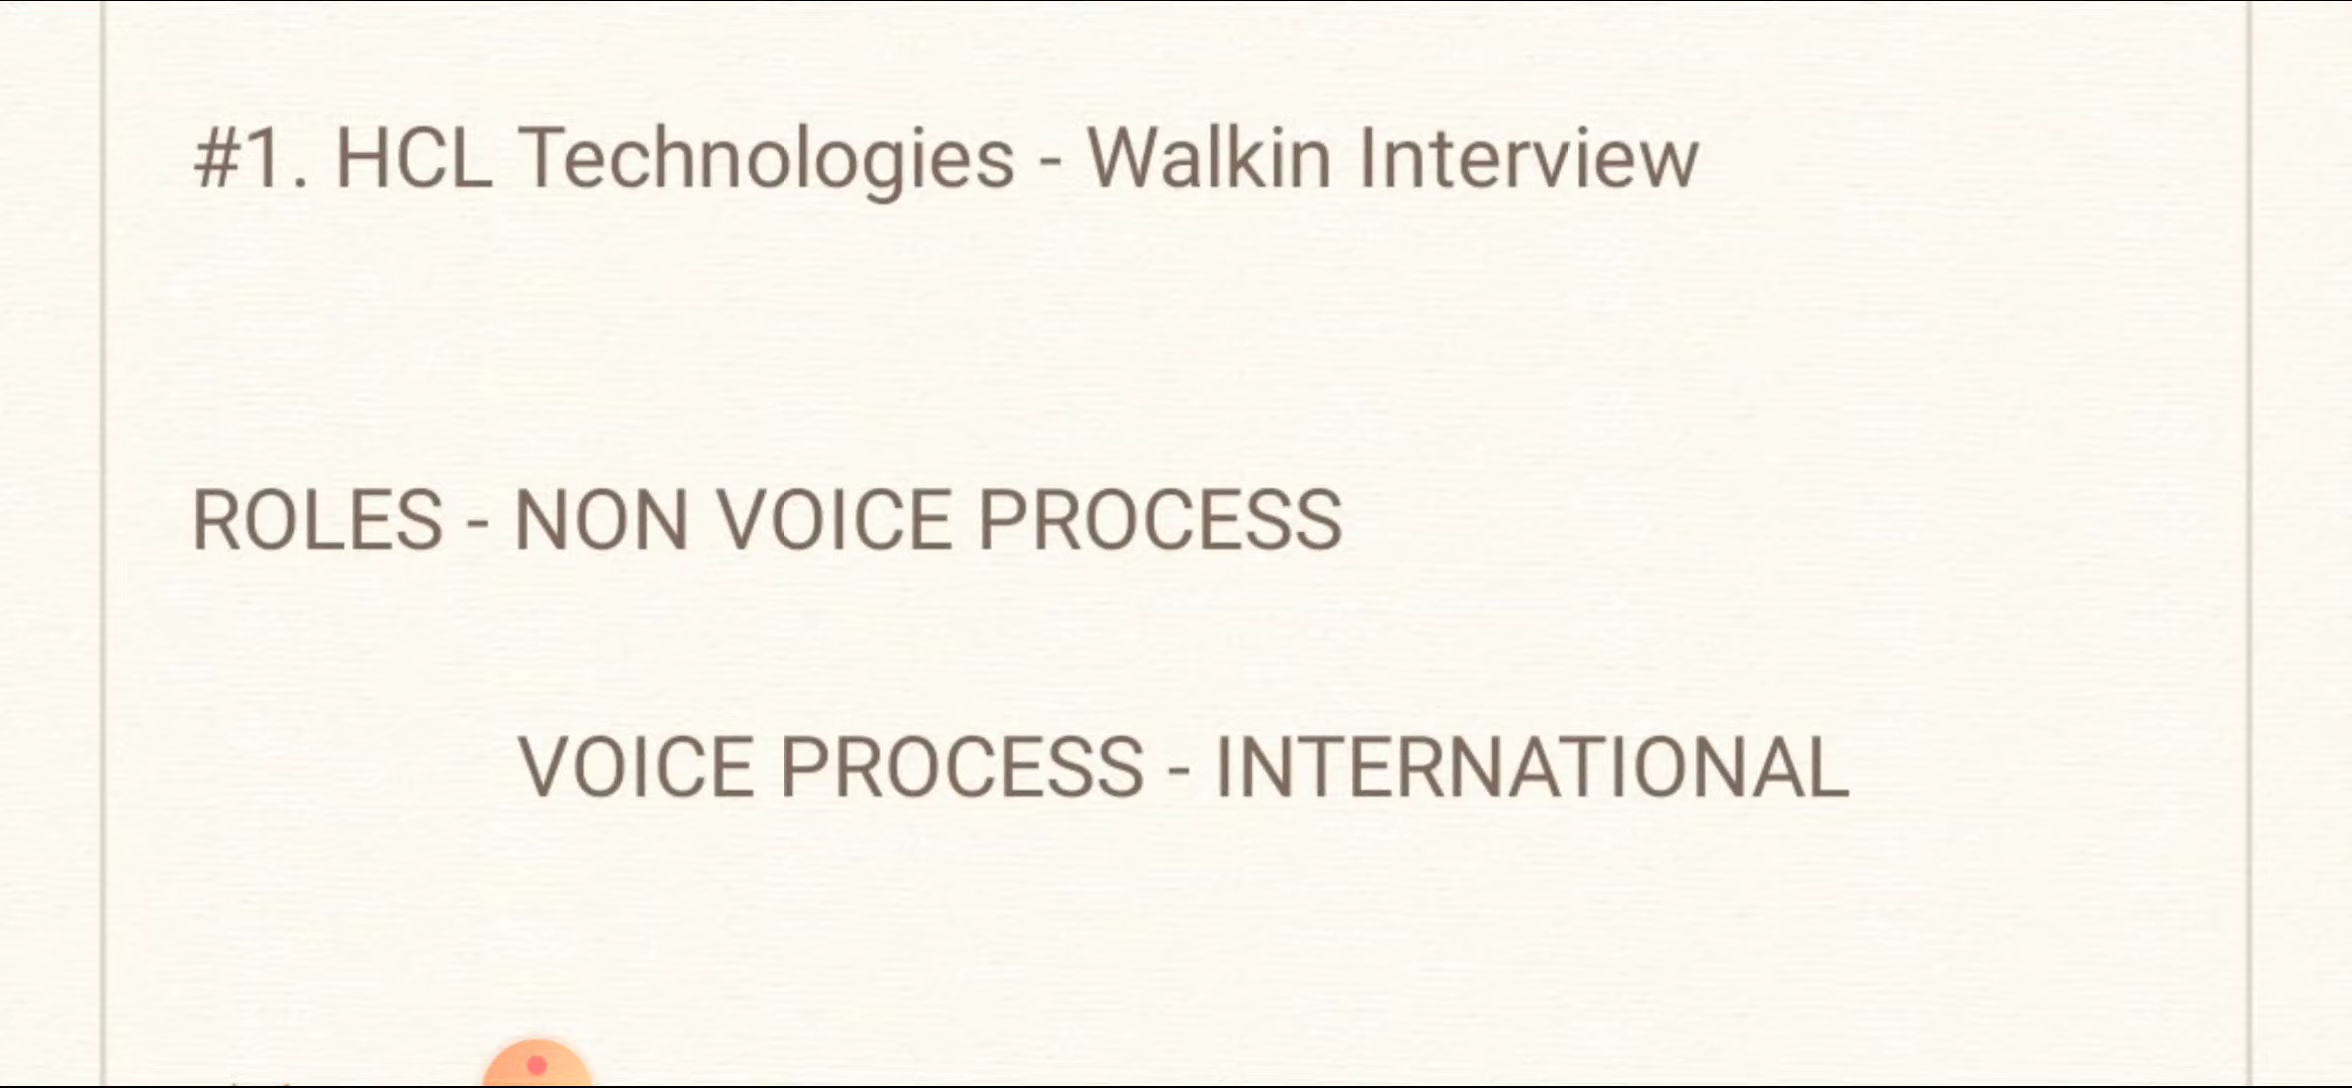 #1. HCL Technologies - Walkin Interview
ROLES - NON VOICE PROCESS
VOICE PROCESS - INTERNATIONAL